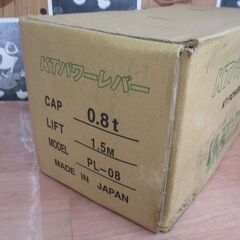 KTパワーレバー
CAP 0.8t
LIFT 1.5M
MODEL PL-08
MADE IN JAPAN